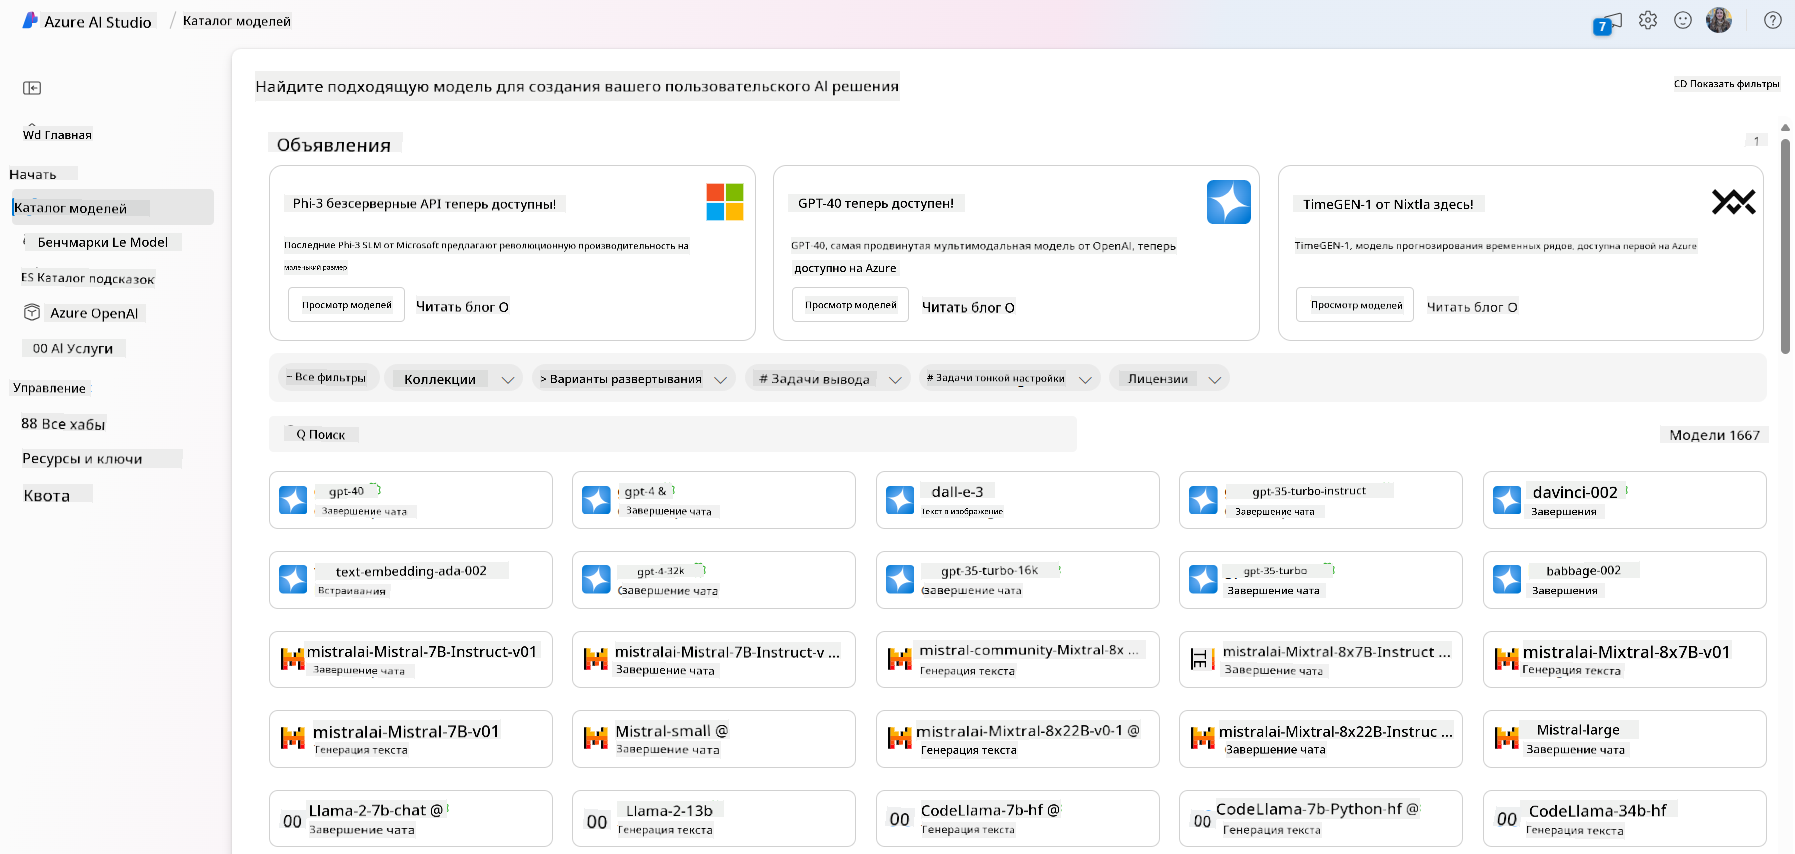 Azure AI Studio / Каталог моделей
7
Найдите подходящую модель для создания вашего пользовательского AI решения
CD Показать фильтры
Wd Главная
Начать
Каталог моделей
Бенчмарки Le Model
ES Каталог подсказок
Azure OpenAI
00 AI Услуги
Управление
88 Все хабы
Ресурсы и ключи
Квота
Объявления
1
Phi-3 безсерверные API теперь доступны!
Последние Phi-3 SLM от Microsoft предлагают революционную производительность на
маленький размер
Просмотр моделей
Читать блог O
GPT-40 теперь доступен!
GPT-40, самая продвинутая мультимодальная модель от OpenAI, теперь
доступно на Azure
Просмотр моделей
Читать блог O
TimeGEN-1 от Nixtla здесь!
TimeGEN-1, модель прогнозирования временных рядов, доступна первой на Azure
Просмотр моделей
Читать блог O
~ Все фильтры
Коллекции
> Варианты развертывания
# Задачи вывода
# Задачи тонкой настройки
Лицензии
Q Поиск
Модели 1667
gpt-40
Завершение чата
gpt-4 &
Завершение чата
dall-e-3
Текст в изображение
gpt-35-turbo-instruct
Завершение чата
davinci-002
Завершения
text-embedding-ada-002
Встраивания
gpt-4-32k
(завершение чата
gpt-35-turbo-16k
(завершение чата
gpt-35-turbo
Завершение чата
babbage-002
Завершения
mistralai-Mistral-7B-Instruct-v01
Завершение чата
mistralai-Mistral-7B-Instruct-v ...
Завершение чата
mistral-community-Mixtral-8x ...
Генерация текста
mistralai-Mixtral-8x7B-Instruct ...
Завершение чата
mistralai-Mixtral-8x7B-v01
Генерация текста
mistralai-Mistral-7B-v01
Генерация текста
Mistral-small @
Завершение чата
mistralai-Mixtral-8x22B-v0-1 @
Генерация текста
mistralai-Mixtral-8x22B-Instruc ...
Завершение чата
Mistral-large
Завершение чата
00 Llama-2-7b-chat @
Завершение чата
00 Llama-2-13b
Генерация текста
00 CodeLlama-7b-hf @
Генерация текста
00 CodeLlama-7b-Python-hf @
Генерация текста
00 CodeLlama-34b-hf
Генерация текста